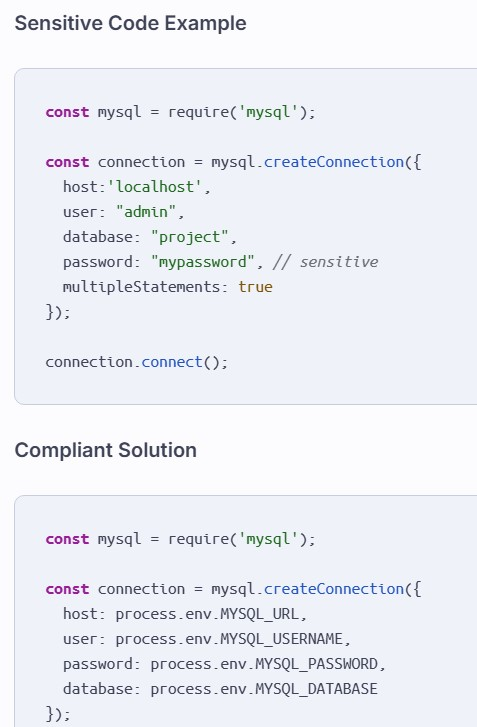 Sensitive Code Example
const mysql = require('mysql');
const connection = mysql.createConnection({
host:'localhost',
user: "admin",
database: "project",
password: "mypassword", // sensitive
multipleStatements: true
});
connection.connect();
Compliant Solution
const mysql = require('mysql');
const connection = mysql.createConnection({
host: process.env.MYSQL_URL,
user: process.env.MYSQL_USERNAME,
password: process.env.MYSQL_PASSWORD,
database: process.env.MYSQL_DATABASE
});